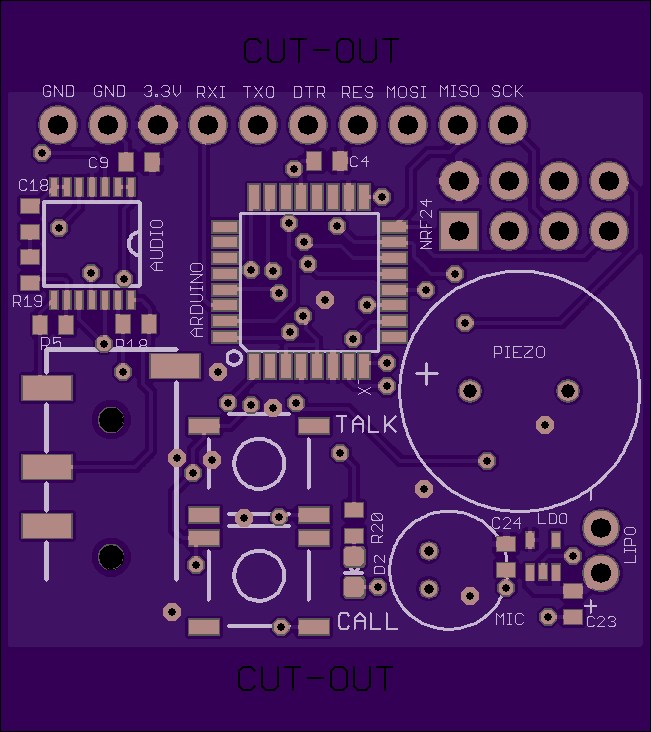 CUT-OUT
GND GND 3.3V RXI TXO DTR RES MOSI MISO SCK
C9
C4
C18
AUDIO
NRF24
ARDUINO
R19
R5
R18
PIEZO
+
X1
TALK
R20
C24
LDO
LIPO
D2
CALL
MIC
+
C23
CUT-OUT